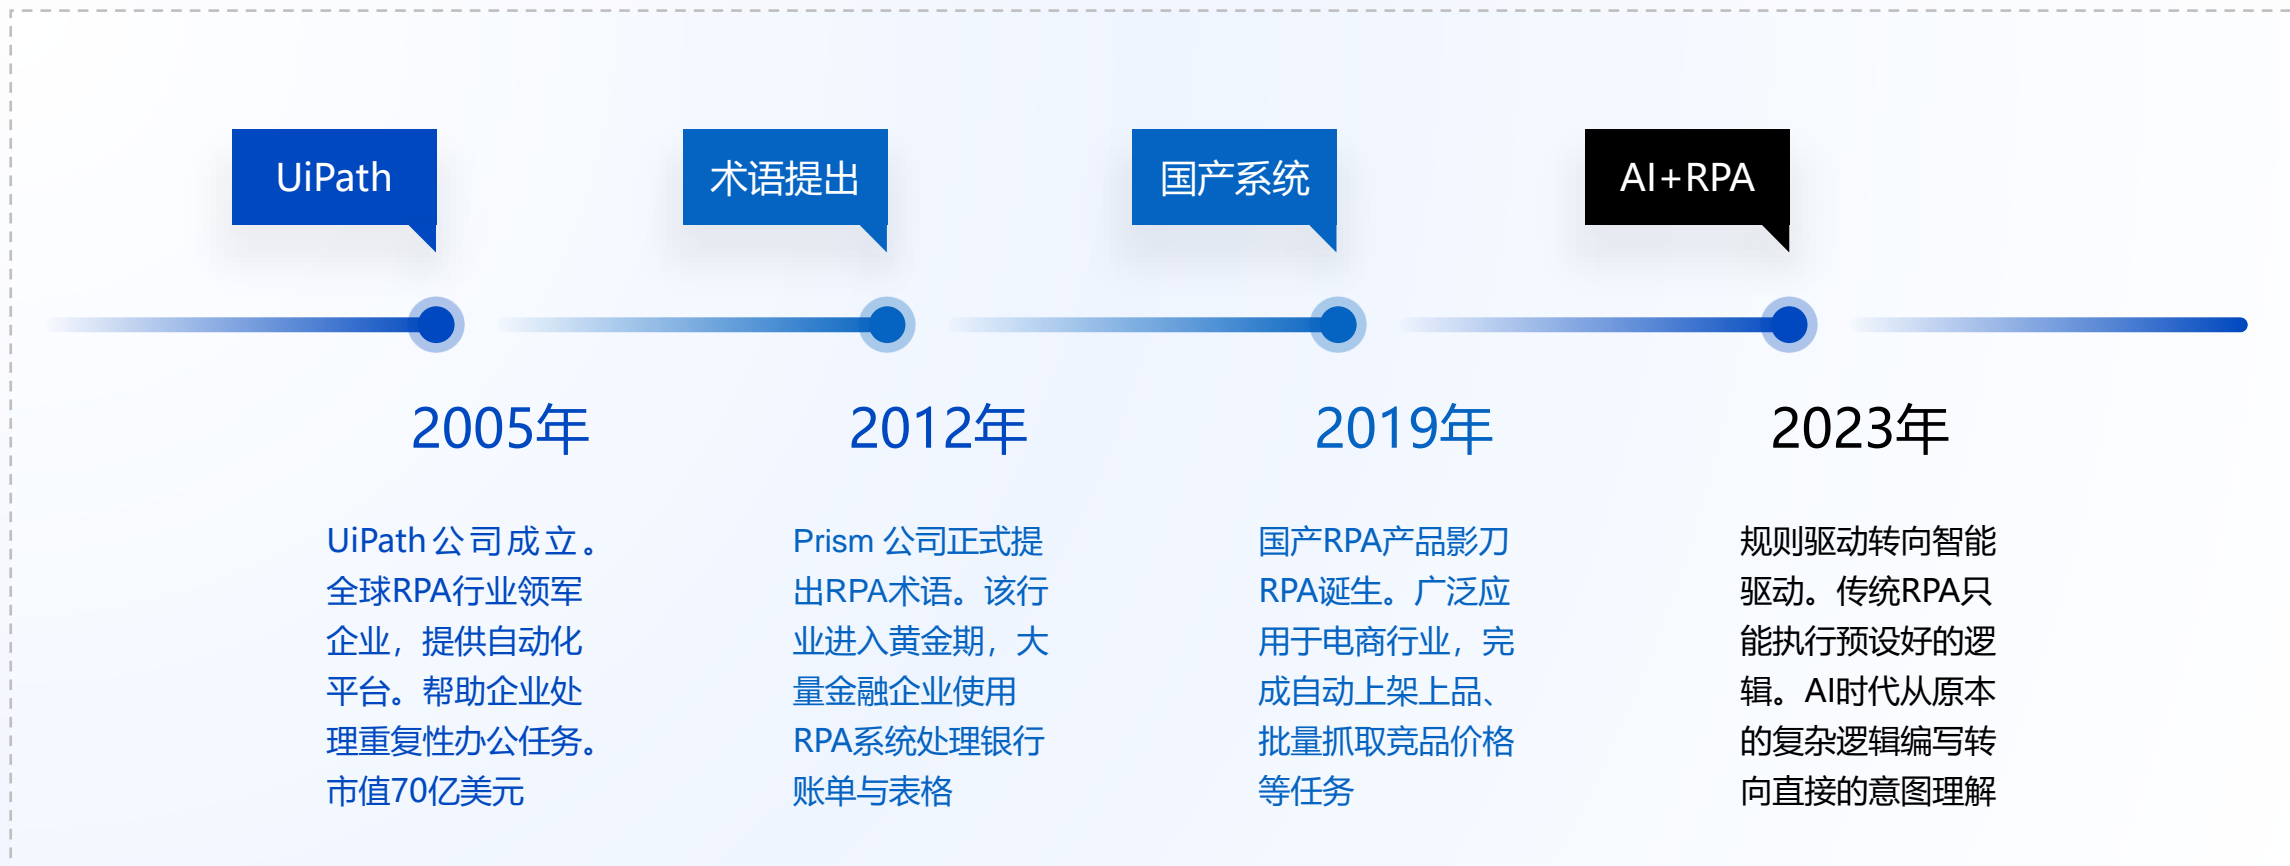 UiPath
术语提出
国产系统
AI+RPA
2005年
2012年
2019年
2023年
UiPath公司成立。
全球RPA行业领军
企业，提供自动化
平台。帮助企业处
理重复性办公任务。
市值70亿美元
Prism 公司正式提
出RPA术语。该行
业进入黄金期，大
量金融企业使用
RPA系统处理银行
账单与表格
国产RPA产品影刀
RPA诞生。广泛应
用于电商行业，完
成自动上架上品、
批量抓取竞品价格
等任务
规则驱动转向智能
驱动。传统RPA只
能执行预设好的逻
辑。AI时代从原本
的复杂逻辑编写转
向直接的意图理解